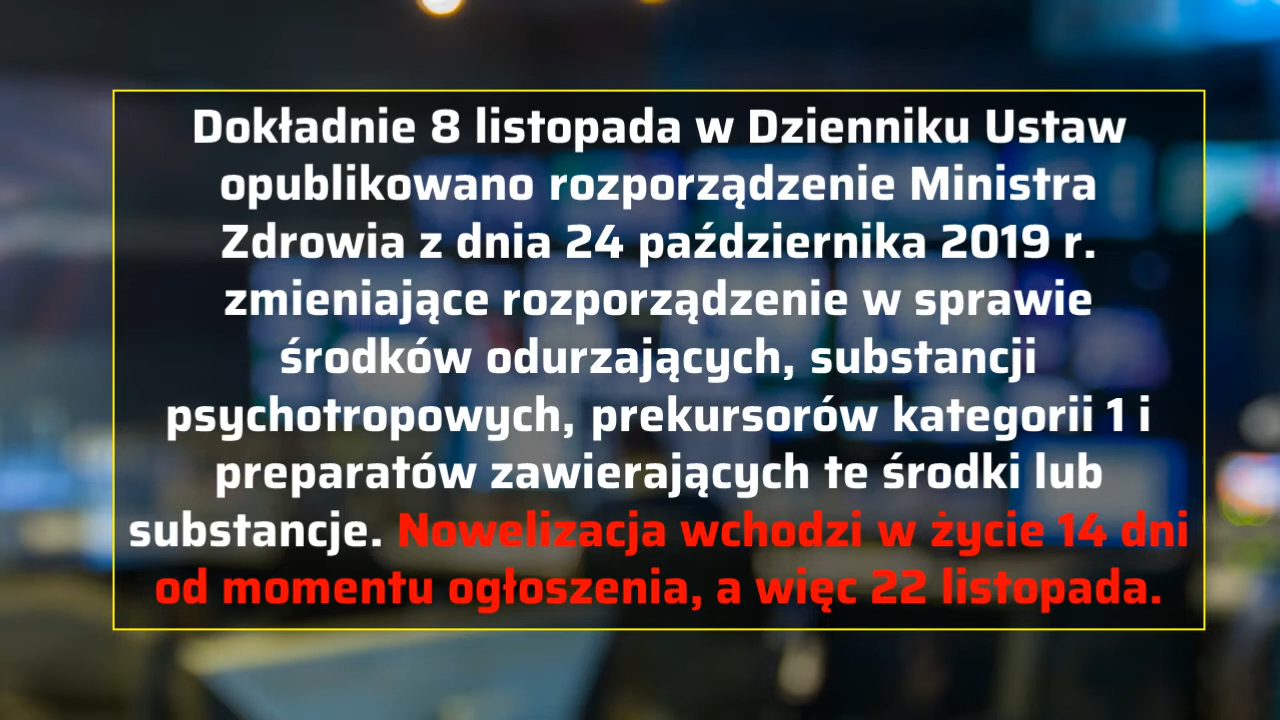 Dokładnie 8 listopada w Dzienniku Ustaw
opublikowano rozporządzenie Ministra
Zdrowia z dnia 24 października 2019 r.
zmieniające rozporządzenie w sprawie
środków odurzających, substancji
psychotropowych, prekursorów kategorii 1 i
preparatów zawierających te środki lub
substancje. Nowelizacja wchodzi w życie 14 dni
od momentu ogłoszenia, a więc 22 listopada.